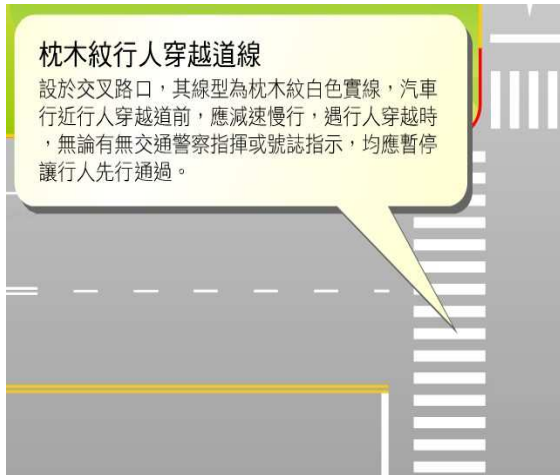 枕木紋行人穿越道線
設於交叉路口，其線型為枕木紋白色實線，汽車
行近行人穿越道前，應減速慢行，遇行人穿越時
，無論有無交通警察指揮或號誌指示，均應暫停
讓行人先行通過。